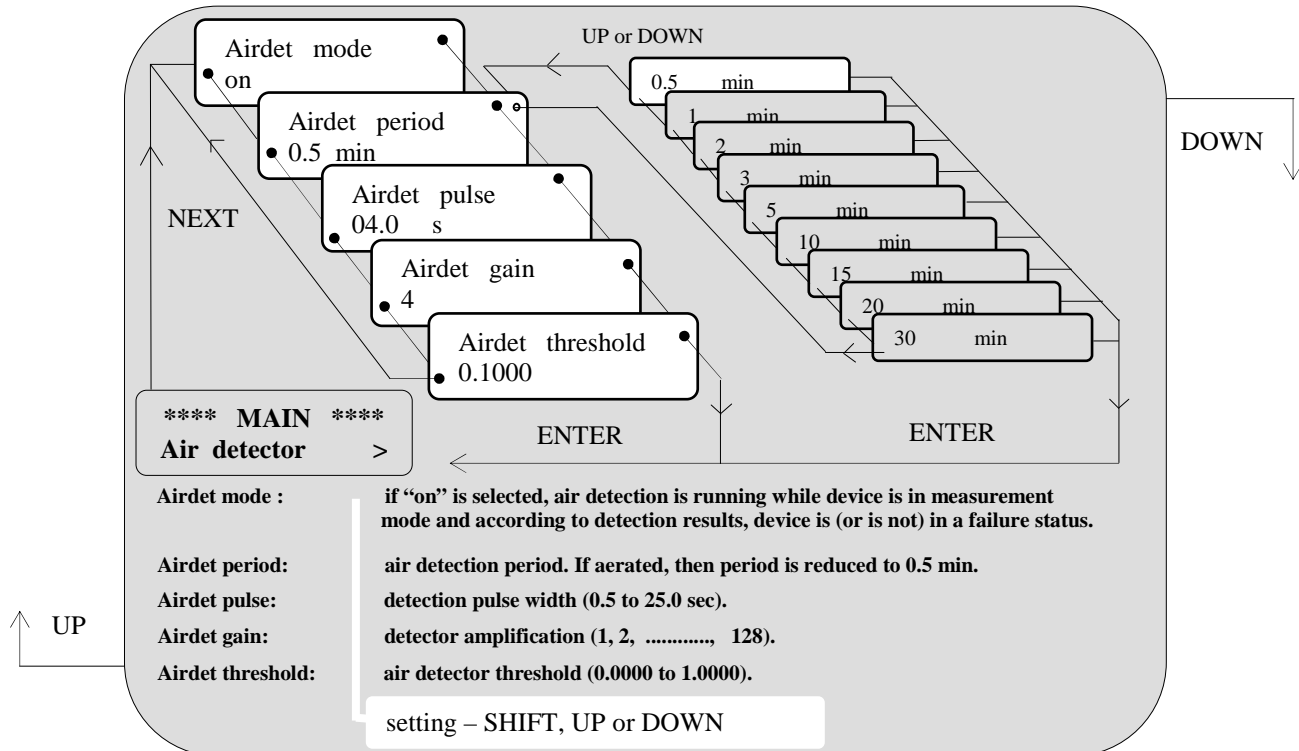 Airdet mode
on
Airdet period
0.5 min
Airdet pulse
04.0 s
Airdet gain
4
Airdet threshold
0.1000
UP or DOWN
0.5 min
1 min
2 min
3 min
5 min
10 min
15 min
20 min
30 min
DOWN
NEXT
ENTER
ENTER
**** MAIN ****
Air detector >
Airdet mode : if “on” is selected, air detection is running while device is in measurement
mode and according to detection results, device is (or is not) in a failure status.
Airdet period: air detection period. If aerated, then period is reduced to 0.5 min.
Airdet pulse: detection pulse width (0.5 to 25.0 sec).
UP
Airdet gain: detector amplification (1, 2, ............, 128).
Airdet threshold: air detector threshold (0.0000 to 1.0000).
setting – SHIFT, UP or DOWN